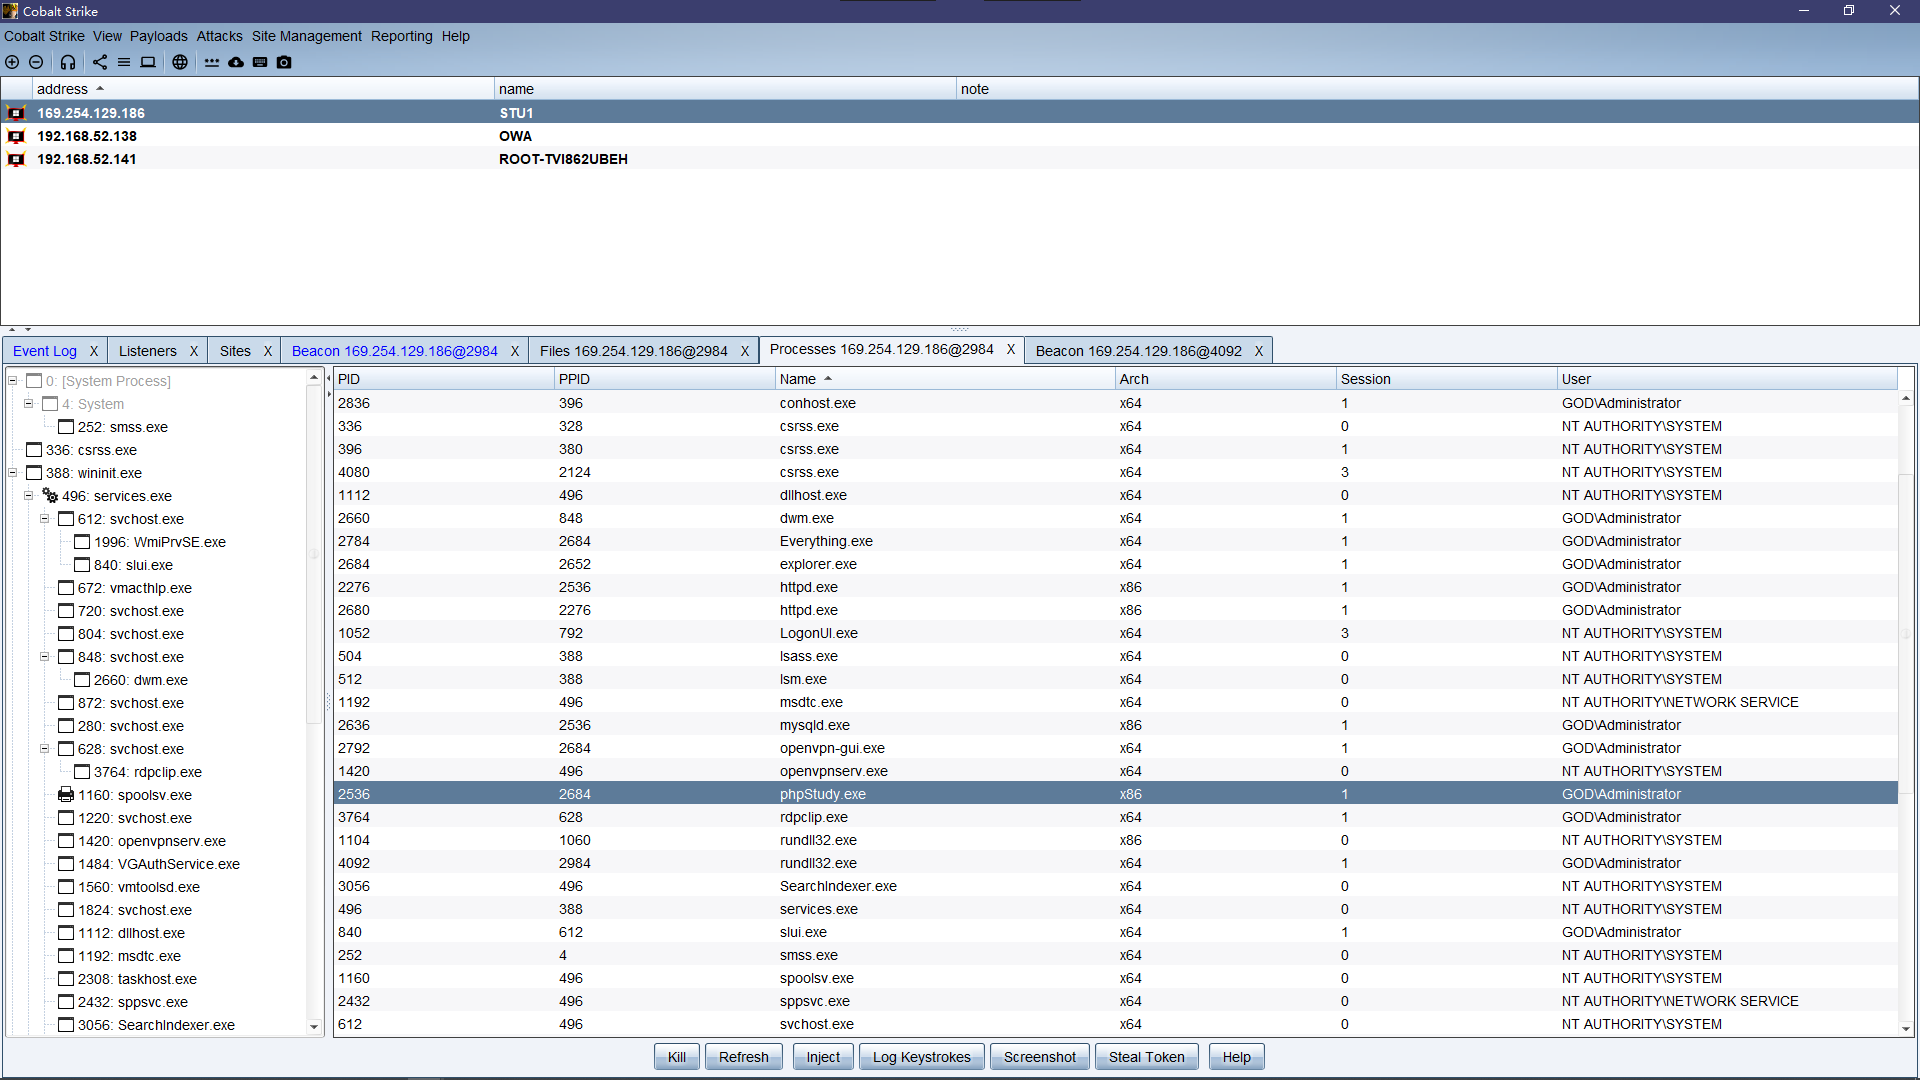 Cobalt Strike
Cobalt Strike View Payloads Attacks Site Management Reporting Help
address name note
169.254.129.186 STU1
192.168.52.138 OWA
192.168.52.141 ROOT-TVI862UBEH
Event Log X Listeners X Sites X Beacon 169.254.129.186@2984 X Files 169.254.129.186@2984 X Processes 169.254.129.186@2984 X Beacon 169.254.129.186@4092 X
0: [System Process]
4: System
252: smss.exe
336: csrss.exe
388: wininit.exe
496: services.exe
612: svchost.exe
1996: WmiPrvSE.exe
840: slui.exe
672: vmacthlp.exe
720: svchost.exe
804: svchost.exe
848: svchost.exe
2660: dwm.exe
872: svchost.exe
280: svchost.exe
628: svchost.exe
3764: rdpclip.exe
1160: spoolsv.exe
1220: svchost.exe
1420: openvpnserv.exe
1484: VGAuthService.exe
1560: vmtoolsd.exe
1824: svchost.exe
1112: dllhost.exe
1192: msdtc.exe
2308: taskhost.exe
2432: sppsvc.exe
3056: SearchIndexer.exe
PID PPID Name Arch Session User
2836 396 conhost.exe x64 1 GOD\Administrator
336 328 csrss.exe x64 0 NT AUTHORITY\SYSTEM
396 380 csrss.exe x64 1 NT AUTHORITY\SYSTEM
4080 2124 csrss.exe x64 3 NT AUTHORITY\SYSTEM
1112 496 dllhost.exe x64 0 NT AUTHORITY\SYSTEM
2660 848 dwm.exe x64 1 GOD\Administrator
2784 2684 Everything.exe x64 1 GOD\Administrator
2684 2652 explorer.exe x64 1 GOD\Administrator
2276 2536 httpd.exe x86 1 GOD\Administrator
2680 2276 httpd.exe x86 1 GOD\Administrator
1052 792 LogonUI.exe x64 3 NT AUTHORITY\SYSTEM
504 388 lsass.exe x64 0 NT AUTHORITY\SYSTEM
512 388 lsm.exe x64 0 NT AUTHORITY\SYSTEM
1192 496 msdtc.exe x64 0 NT AUTHORITY\NETWORK SERVICE
2636 2536 mysqld.exe x86 1 GOD\Administrator
2792 2684 openvpn-gui.exe x64 1 GOD\Administrator
1420 496 openvpnserv.exe x64 0 NT AUTHORITY\SYSTEM
2536 2684 phpStudy.exe x86 1 GOD\Administrator
3764 628 rdpclip.exe x64 1 GOD\Administrator
1104 1060 rundll32.exe x86 0 NT AUTHORITY\SYSTEM
4092 2984 rundll32.exe x64 1 GOD\Administrator
3056 496 SearchIndexer.exe x64 0 NT AUTHORITY\SYSTEM
496 388 services.exe x64 0 NT AUTHORITY\SYSTEM
840 612 slui.exe x64 1 GOD\Administrator
252 4 smss.exe x64 0 NT AUTHORITY\SYSTEM
1160 496 spoolsv.exe x64 0 NT AUTHORITY\SYSTEM
2432 496 sppsvc.exe x64 0 NT AUTHORITY\NETWORK SERVICE
612 496 svchost.exe x64 0 NT AUTHORITY\SYSTEM
Kill Refresh Inject Log Keystrokes Screenshot Steal Token Help